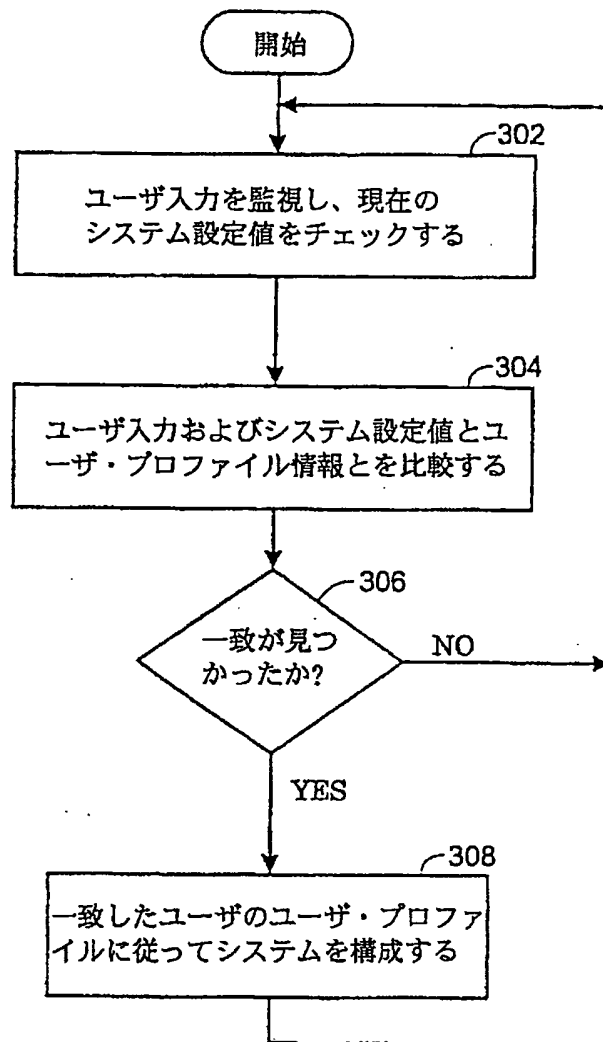 開始
302
ユーザ入力を監視し、現在の
システム設定値をチェックする
304
ユーザ入力およびシステム設定値とユ
ーザ・プロファイル情報とを比較する
306
一致が見つ
かったか?
NO
YES
308
一致したユーザのユーザ・プロファ
イルに従ってシステムを構成する